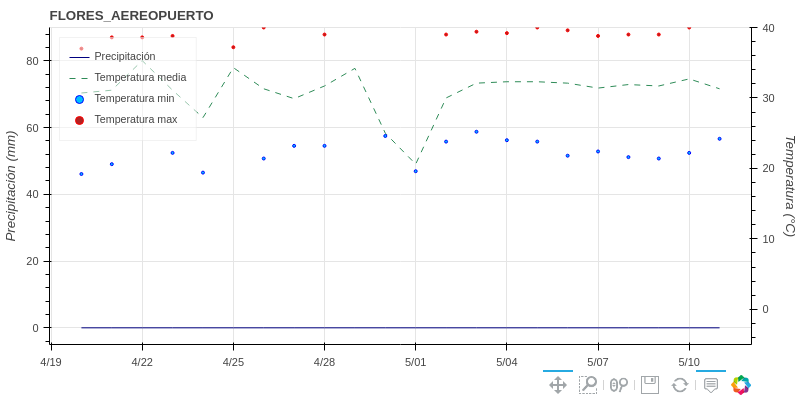 FLORES_AEREOPUERTO
Precipitación
Temperatura media
Temperatura min
Temperatura max
Precipitación (mm)
80
60
40
20
0
Temperatura (°C)
40
30
20
10
0
4/19 4/22 4/25 4/28 5/01 5/04 5/07 5/10